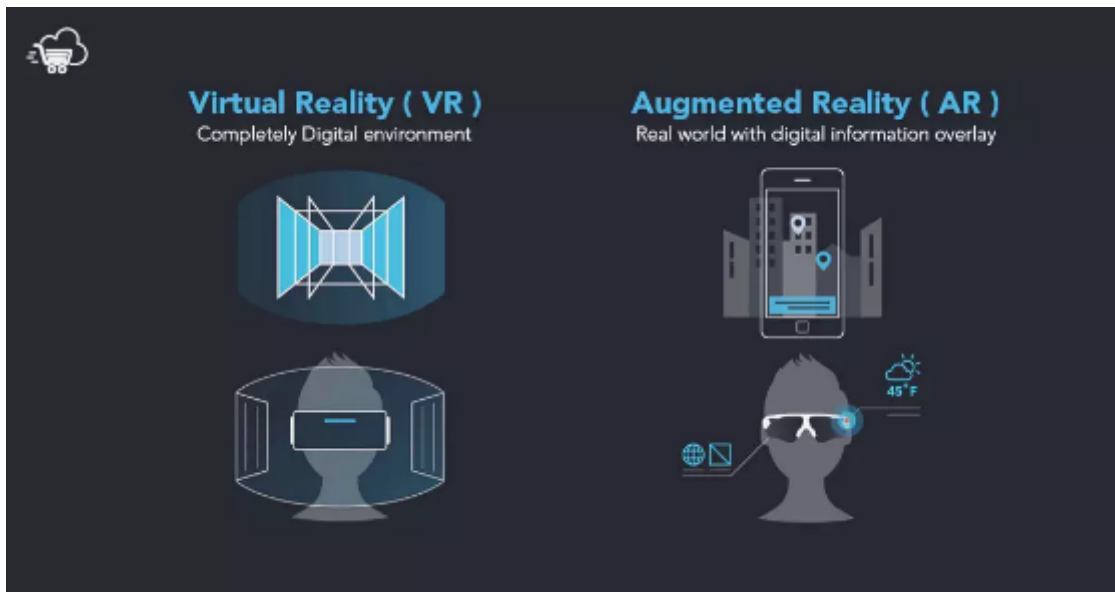 Virtual Reality ( VR )
Completely Digital environment
Augmented Reality ( AR )
Real world with digital information overlay
45°F